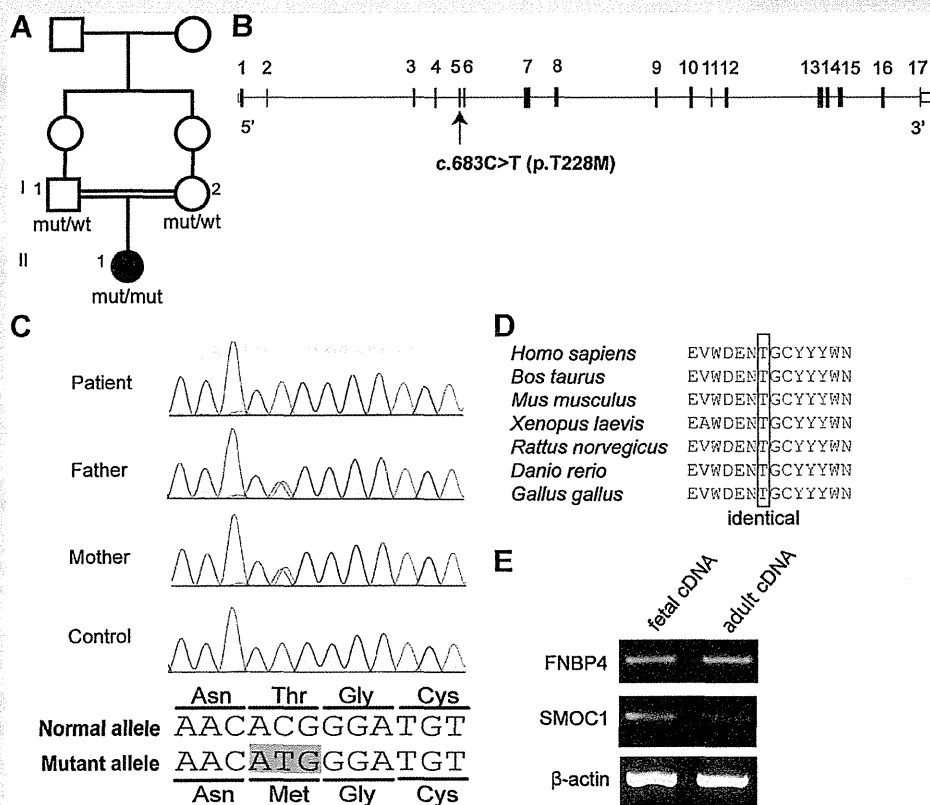 A
I 1
2
mut/wt
mut/wt
II
1
mut/mut
B
1 2 3 4 5 6 7 8 9 10 11 12 13 14 15 16 17
5'
3'
c.683C>T (p.T228M)
C
Patient
Father
Mother
Control
Asn Thr Gly Cys
Normal allele AACACGGGATGT
Mutant allele AACATGGGATGT
Asn Met Gly Cys
D
Homo sapiens EVWDENTGCYYYWN
Bos taurus EVWDENTGCYYYWN
Mus musculus EVWDENTGCYYYWN
Xenopus laevis EAWDENTGCYYYWN
Rattus norvegicus EVWDENTGCYYYWN
Danio rerio EVWDENTGCYYYWN
Gallus gallus EVWDENTGCYYYWN
identical
E
fetal cDNA
adult cDNA
FNBP4
SMOC1
β-actin